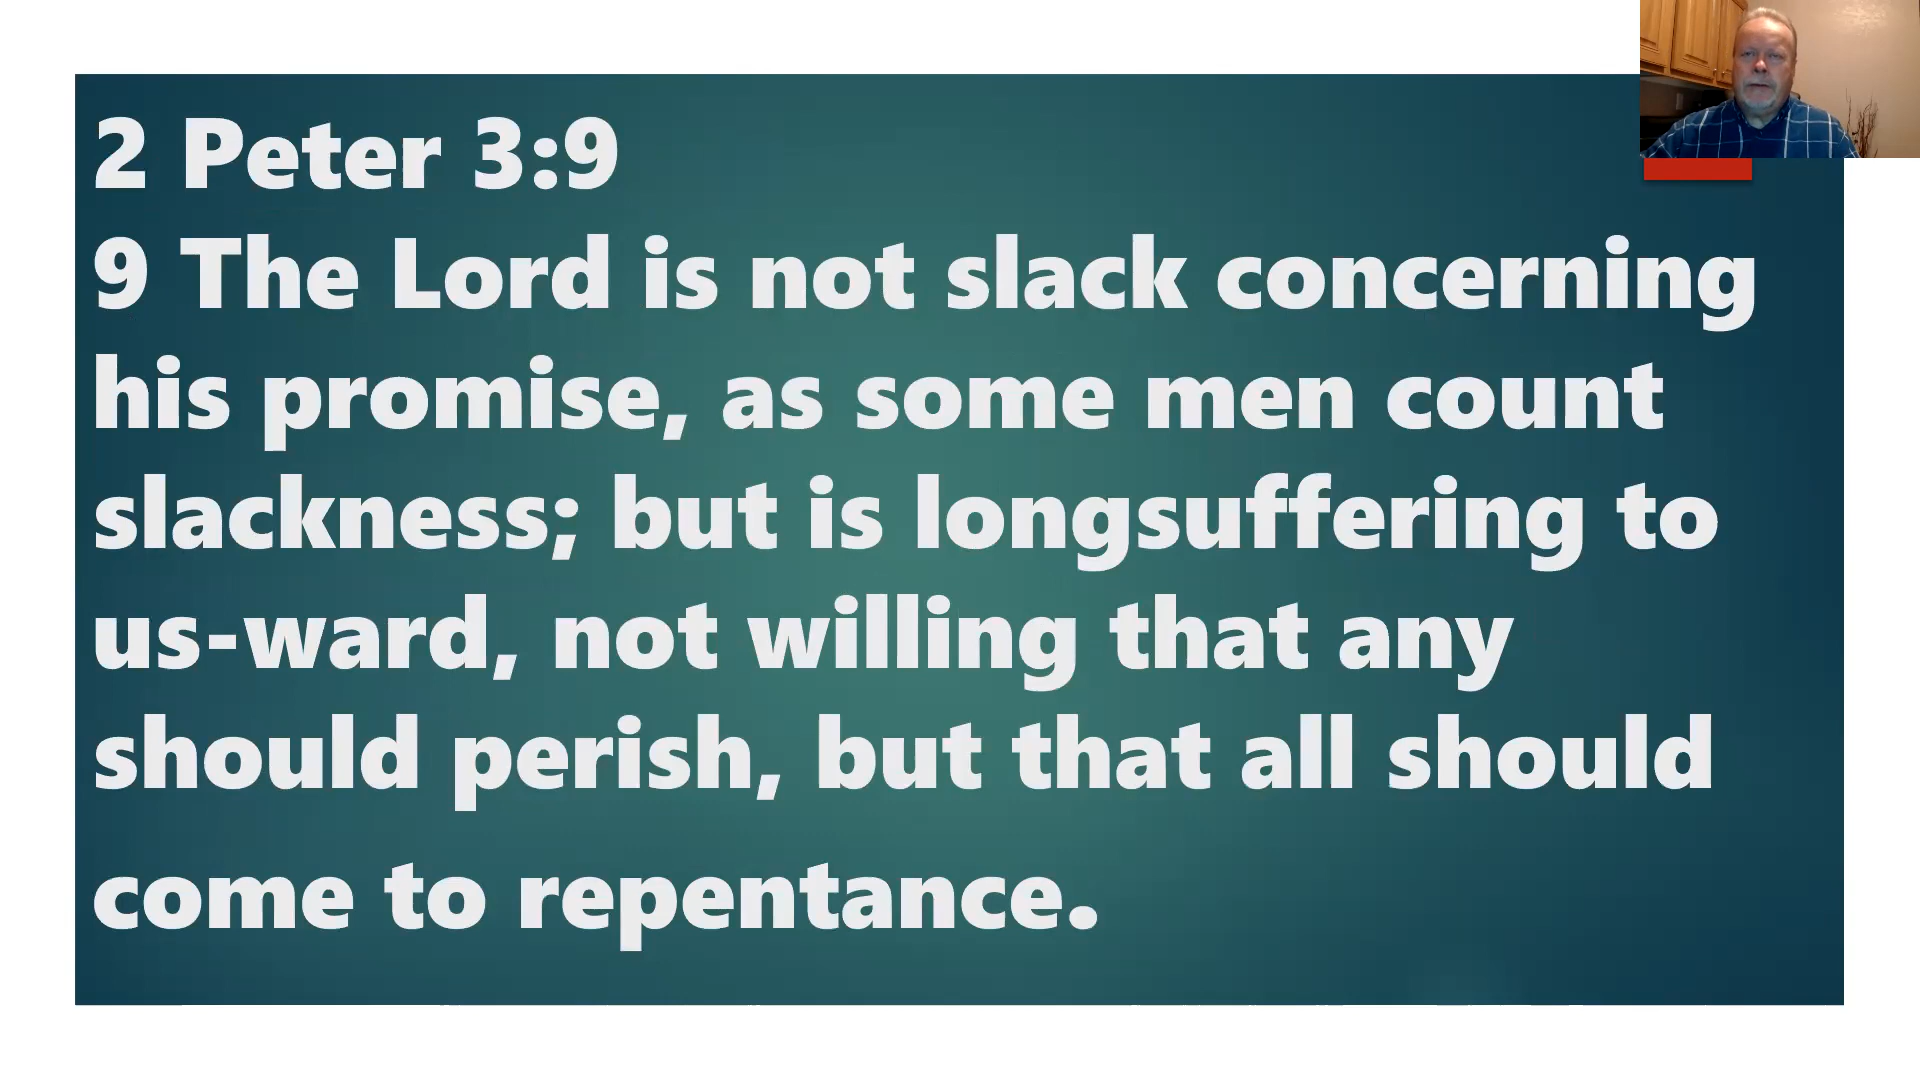 2 Peter 3:9
9 The Lord is not slack concerning
his promise, as some men count
slackness; but is longsuffering to
us-ward, not willing that any
should perish, but that all should
come to repentance.